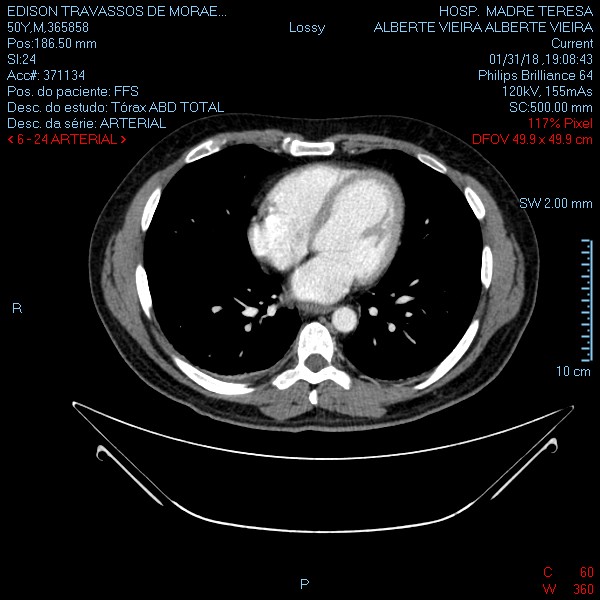 EDISON TRAVASSOS DE MORAE...
50Y,M,365858
Pos:186.50 mm
SI:24
Acc#: 371134
Pos. do paciente: FFS
Desc. do estudo: Tórax ABD TOTAL
Desc. da série: ARTERIAL
< 6 - 24 ARTERIAL >
Lossy
HOSP. MADRE TERESA
ALBERTE VIEIRA ALBERTE VIEIRA
Current
01/31/18 ,19:08:43
Philips Brilliance 64
120kV, 155mAs
SC:500.00 mm
117% Pixel
DFOV 49.9 x 49.9 cm
SW 2.00 mm
R
10 cm
P
C 60
W 360